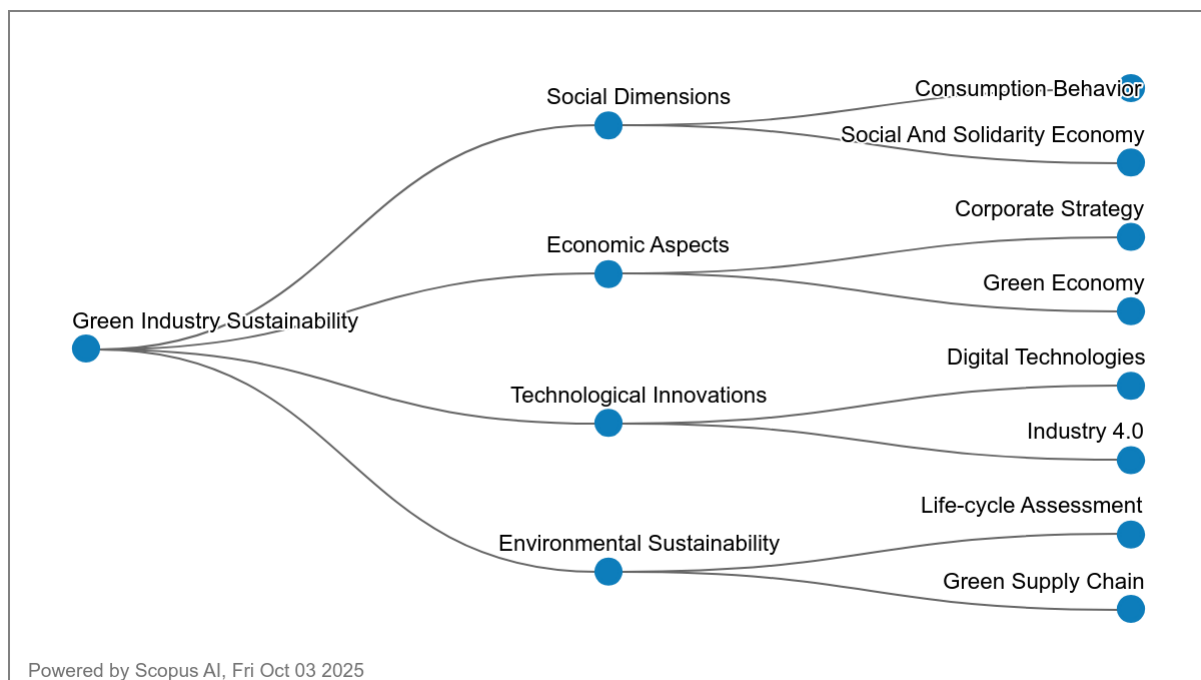 Consumption Behavior
Social Dimensions
Social And Solidarity Economy
Corporate Strategy
Economic Aspects
Green Economy
Green Industry Sustainability
Digital Technologies
Technological Innovations
Industry 4.0
Life-cycle Assessment
Environmental Sustainability
Green Supply Chain
Powered by Scopus AI, Fri Oct 03 2025